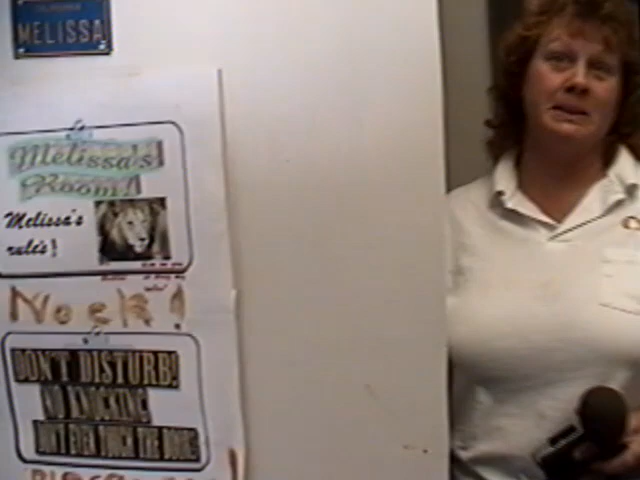 MELISSA
Melissa's
Room!
Melissa's
rules!
Nock!
DON'T DISTURB!
NO KNOCKING
DON'T EVEN TOUCH THE DOOR!